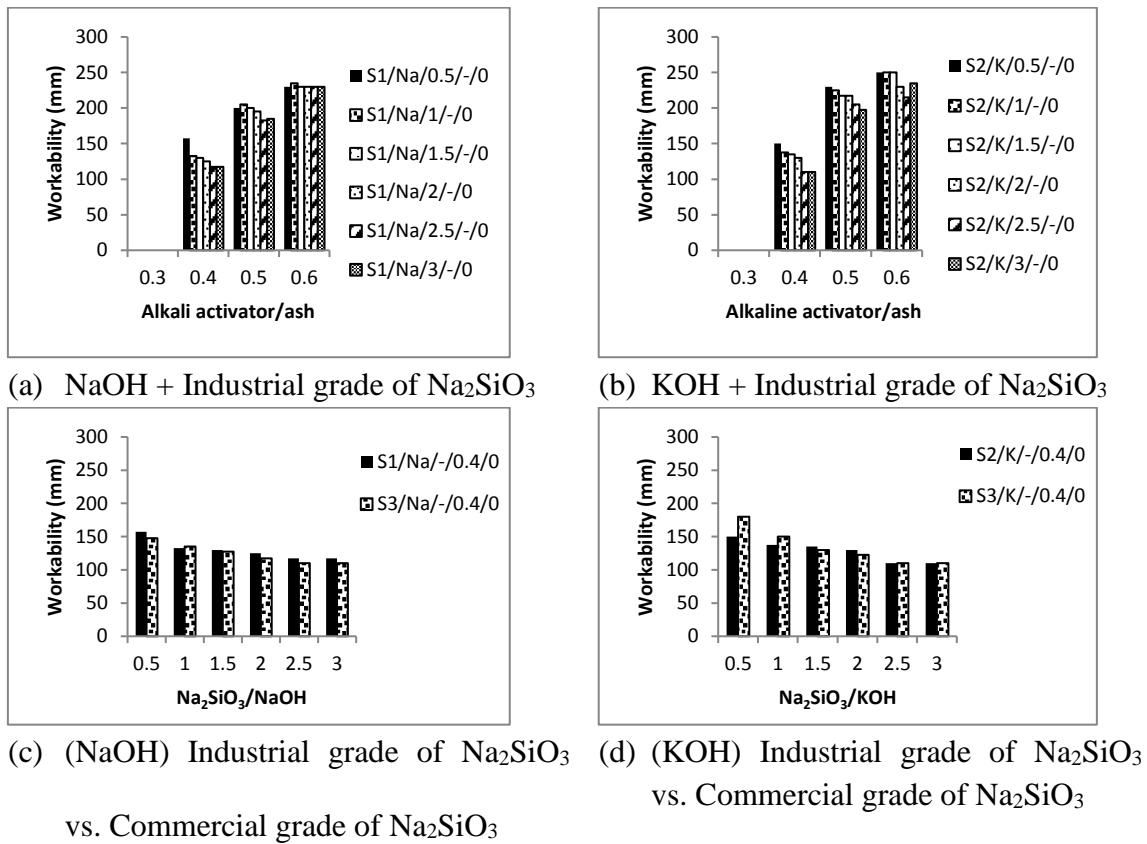 300
250
200
150
100
50
0
Workability (mm)
0.3 0.4 0.5 0.6
Alkali activator/ash
S1/Na/0.5/-/0
S1/Na/1/-/0
S1/Na/1.5/-/0
S1/Na/2/-/0
S1/Na/2.5/-/0
S1/Na/3/-/0
300
250
200
150
100
50
0
Workability (mm)
0.3 0.4 0.5 0.6
Alkaline activator/ash
S2/K/0.5/-/0
S2/K/1/-/0
S2/K/1.5/-/0
S2/K/2/-/0
S2/K/2.5/-/0
S2/K/3/-/0
(a) NaOH + Industrial grade of Na₂SiO₃
(b) KOH + Industrial grade of Na₂SiO₃
300
250
200
150
100
50
0
Workability (mm)
0.5 1 1.5 2 2.5 3
Na₂SiO₃/NaOH
S1/Na/-/0.4/0
S3/Na/-/0.4/0
300
250
200
150
100
50
0
Workability (mm)
0.5 1 1.5 2 2.5 3
Na₂SiO₃/KOH
S2/K/-/0.4/0
S3/K/-/0.4/0
(c) (NaOH) Industrial grade of Na₂SiO₃
vs. Commercial grade of Na₂SiO₃
(d) (KOH) Industrial grade of Na₂SiO₃
vs. Commercial grade of Na₂SiO₃